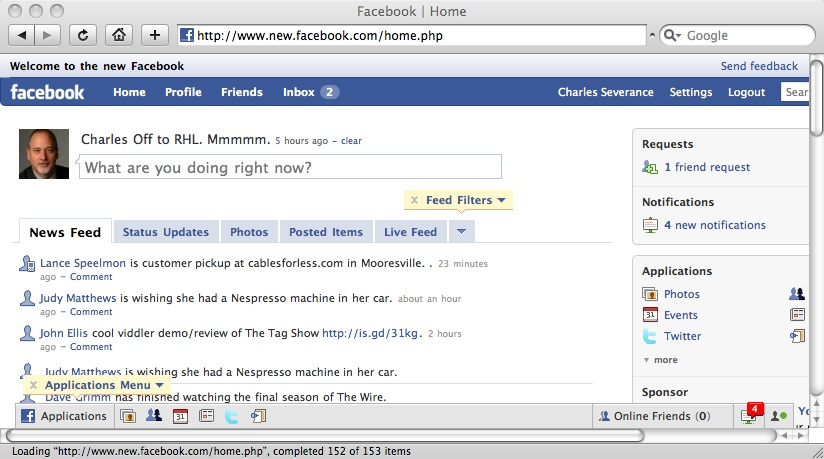 Facebook | Home
http://www.new.facebook.com/home.php
Google
Welcome to the new Facebook
Send feedback
facebook Home Profile Friends Inbox 2 Charles Severance Settings Logout Sear
Charles Off to RHL. Mmmmm. 5 hours ago – clear
What are you doing right now?
x Feed Filters
News Feed Status Updates Photos Posted Items Live Feed
Lance Speelmon is customer pickup at cablesforless.com in Mooresville. . 23 minutes
ago – Comment
Judy Matthews is wishing she had a Nespresso machine in her car. about an hour
ago – Comment
John Ellis cool viddler demo/review of The Tag Show http://is.gd/31kg. 2 hours
ago – Comment
Judy Matthews is wishing she had a Nespresso machine in her car.
x Applications Menu
Dave Grimm has finished watching the final season of The Wire.
Requests
1 friend request
Notifications
4 new notifications
Applications
Photos
Events
31
Twitter
more
Sponsor
Yo
Applications
31
Online Friends (0)
4
Loading "http://www.new.facebook.com/home.php", completed 152 of 153 items